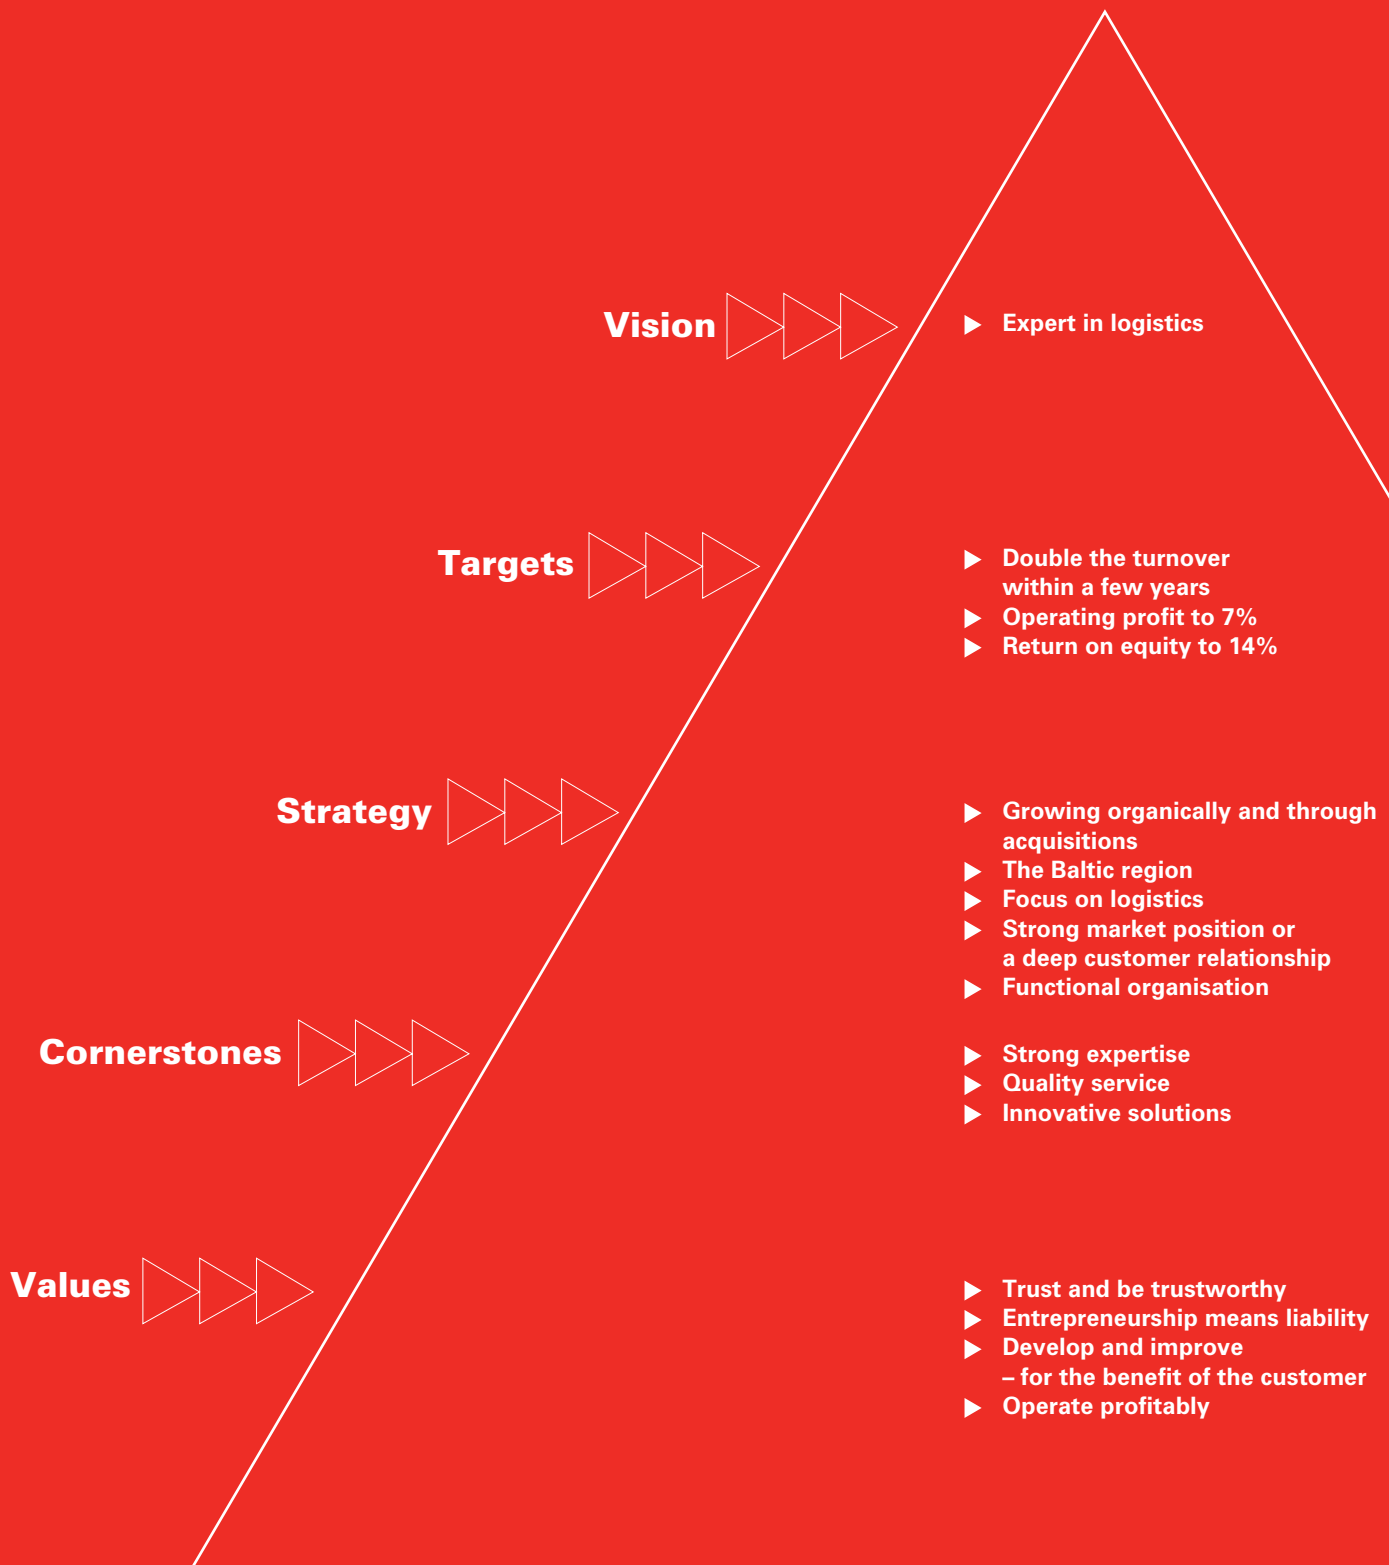 Vision
Expert in logistics
Targets
Double the turnover
within a few years
Operating profit to 7%
Return on equity to 14%
Strategy
Growing organically and through
acquisitions
The Baltic region
Focus on logistics
Strong market position or
a deep customer relationship
Functional organisation
Cornerstones
Strong expertise
Quality service
Innovative solutions
Values
Trust and be trustworthy
Entrepreneurship means liability
Develop and improve
– for the benefit of the customer
Operate profitably